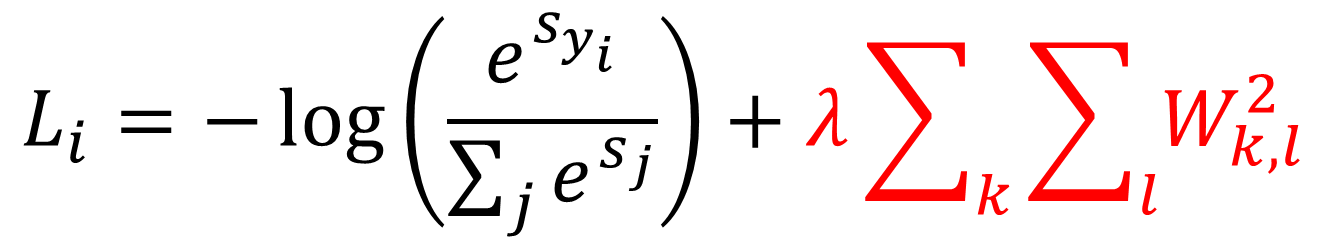 L_i = − log ( e^{s_{y_i}} / ∑_j e^{s_j} ) + λ ∑_k ∑_l W_{k,l}^2